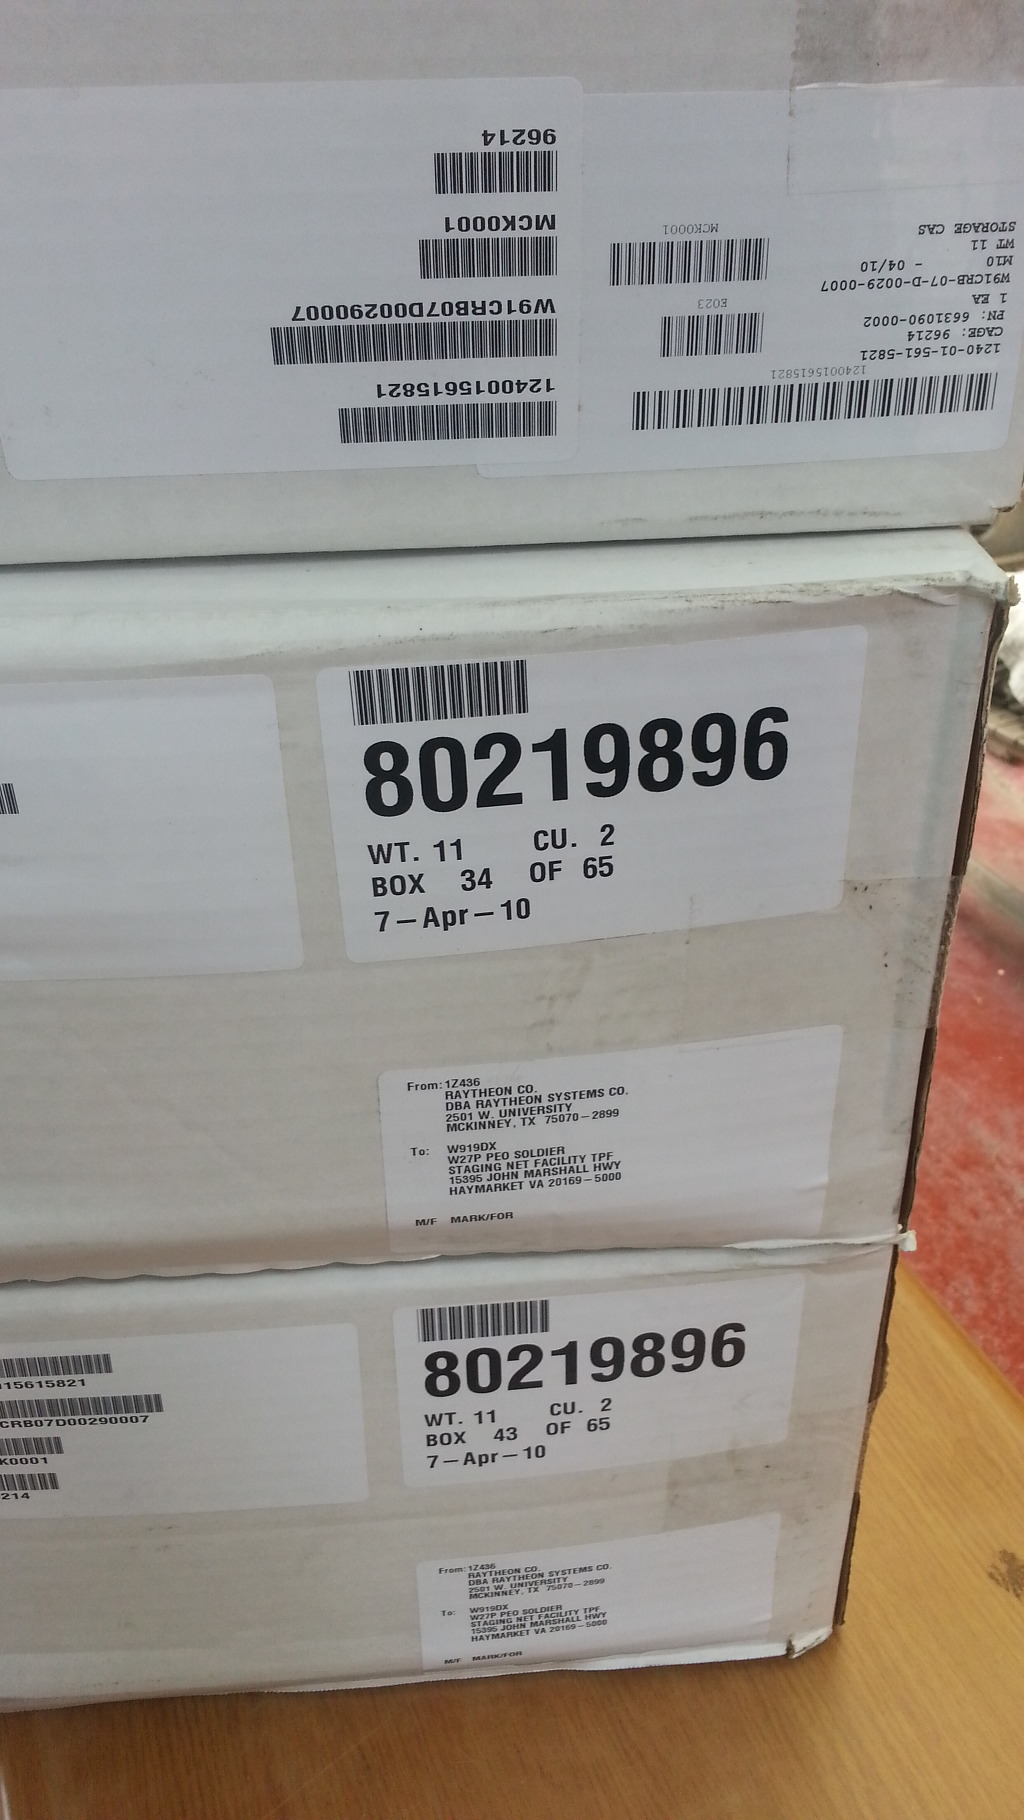 1240-01-561-5821
CAGE: 96214
PN: 6631090-0002
1 EA
W91CRB-07-D-0029-0007
M10 - 04/10
WT 11
STORAGE CAS
1240015615821
E023
MCK0001
1240015615821
W91CRB07D00290007
MCK0001
96214
80219896
WT. 11 CU. 2
BOX 34 OF 65
7-Apr-10
From: 1Z436
RAYTHEON CO.
DBA RAYTHEON SYSTEMS CO.
2501 W. UNIVERSITY
MCKINNEY, TX 75070-2899
To: W919DX
W27P PEO SOLDIER
STAGING NET FACILITY TPF
15395 JOHN MARSHALL HWY
HAYMARKET VA 20169-5000
M/F MARK/FOR
15615821
CRB07D00290007
K0001
214
80219896
WT. 11 CU. 2
BOX 43 OF 65
7-Apr-10
From: 1Z436
RAYTHEON CO.
DBA RAYTHEON SYSTEMS CO.
2501 W. UNIVERSITY
MCKINNEY, TX 75070-2899
To: W919DX
W27P PEO SOLDIER
STAGING NET FACILITY TPF
15395 JOHN MARSHALL HWY
HAYMARKET VA 20169-5000
M/F MARK/FOR